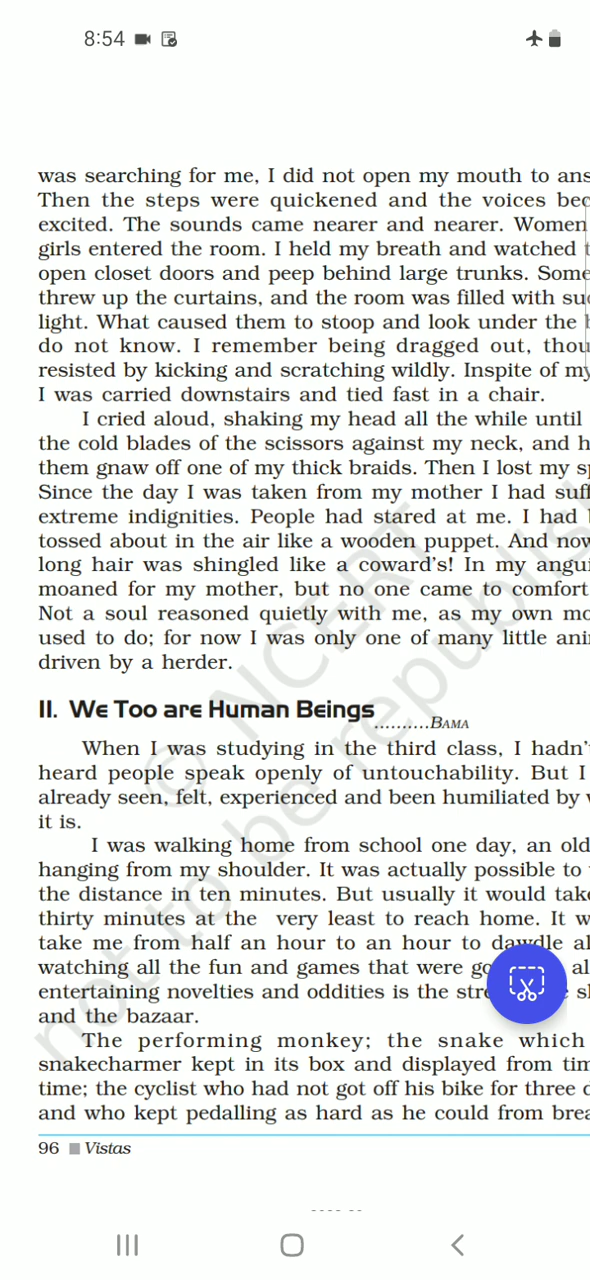 8:54
was searching for me, I did not open my mouth to ans
Then the steps were quickened and the voices bec
excited. The sounds came nearer and nearer. Women
girls entered the room. I held my breath and watched t
open closet doors and peep behind large trunks. Some
threw up the curtains, and the room was filled with su
light. What caused them to stoop and look under the b
do not know. I remember being dragged out, thou
resisted by kicking and scratching wildly. Inspite of my
I was carried downstairs and tied fast in a chair.
I cried aloud, shaking my head all the while until
the cold blades of the scissors against my neck, and h
them gnaw off one of my thick braids. Then I lost my sp
Since the day I was taken from my mother I had suff
extreme indignities. People had stared at me. I had b
tossed about in the air like a wooden puppet. And now
long hair was shingled like a coward's! In my angui
moaned for my mother, but no one came to comfort
Not a soul reasoned quietly with me, as my own mo
used to do; for now I was only one of many little ani
driven by a herder.
II. We Too are Human Beings
..........BAMA
When I was studying in the third class, I hadn't
heard people speak openly of untouchability. But I
already seen, felt, experienced and been humiliated by w
it is.
I was walking home from school one day, an old
hanging from my shoulder. It was actually possible to
the distance in ten minutes. But usually it would take
thirty minutes at the very least to reach home. It w
take me from half an hour to an hour to dawdle al
watching all the fun and games that were go al
entertaining novelties and oddities is the stre sh
and the bazaar.
The performing monkey; the snake which
snakecharmer kept in its box and displayed from tim
time; the cyclist who had not got off his bike for three d
and who kept pedalling as hard as he could from brea
96 Vistas
© NCERT
not to be republis